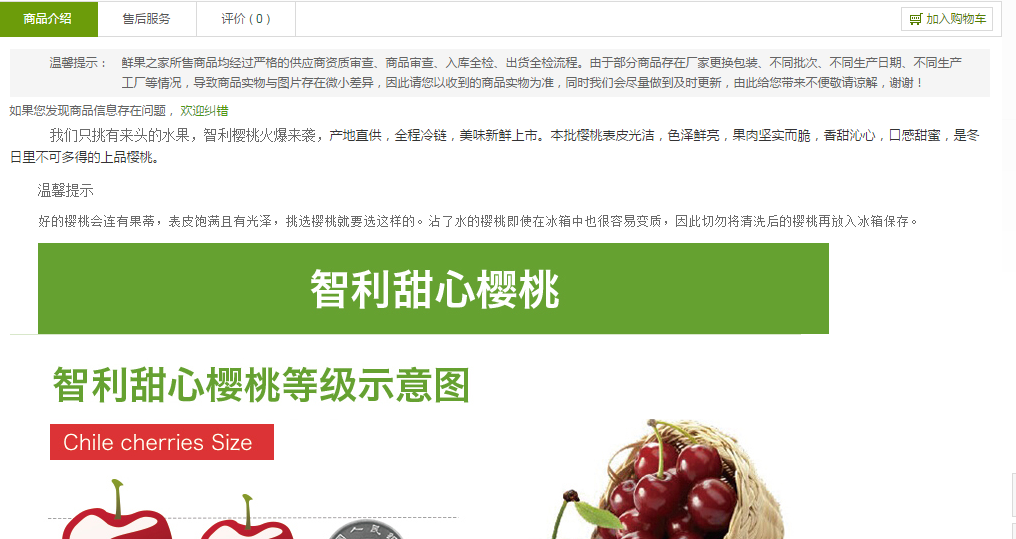 商品介绍
售后服务
评价 ( 0 )
加入购物车
温馨提示： 鲜果之家所售商品均经过严格的供应商资质审查、商品审查、入库全检、出货全检流程。由于部分商品存在厂家更换包装、不同批次、不同生产日期、不同生产
工厂等情况，导致商品实物与图片存在微小差异，因此请您以收到的商品实物为准，同时我们会尽量做到及时更新，由此给您带来不便敬请谅解，谢谢！
如果您发现商品信息存在问题， 欢迎纠错
我们只挑有来头的水果，智利樱桃火爆来袭，产地直供，全程冷链，美味新鲜上市。本批樱桃表皮光洁，色泽鲜亮，果肉坚实而脆，香甜沁心，口感甜蜜，是冬
日里不可多得的上品樱桃。
温馨提示
好的樱桃会连有果蒂，表皮饱满且有光泽，挑选樱桃就要选这样的。沾了水的樱桃即使在冰箱中也很容易变质，因此切勿将清洗后的樱桃再放入冰箱保存。
智利甜心樱桃
智利甜心樱桃等级示意图
Chile cherries Size